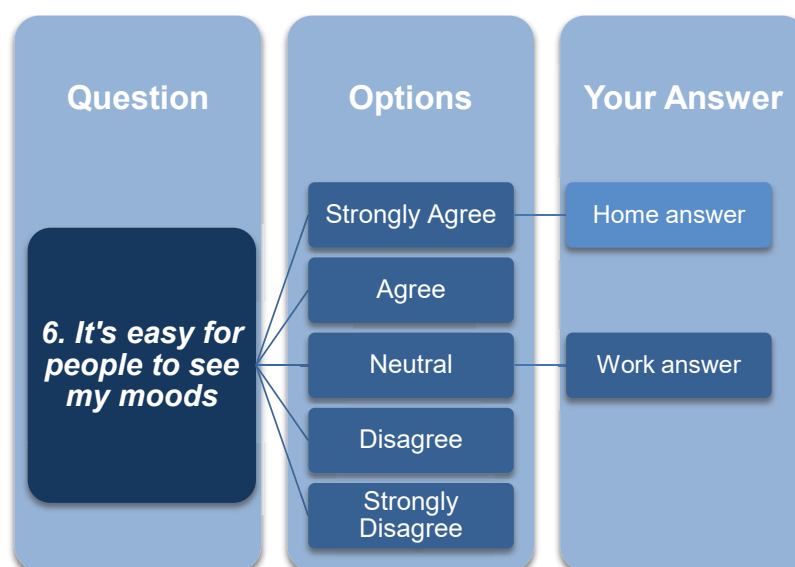 Question
Options
Your Answer
6. It's easy for
people to see
my moods
Strongly Agree
Agree
Neutral
Disagree
Strongly
Disagree
Home answer
Work answer